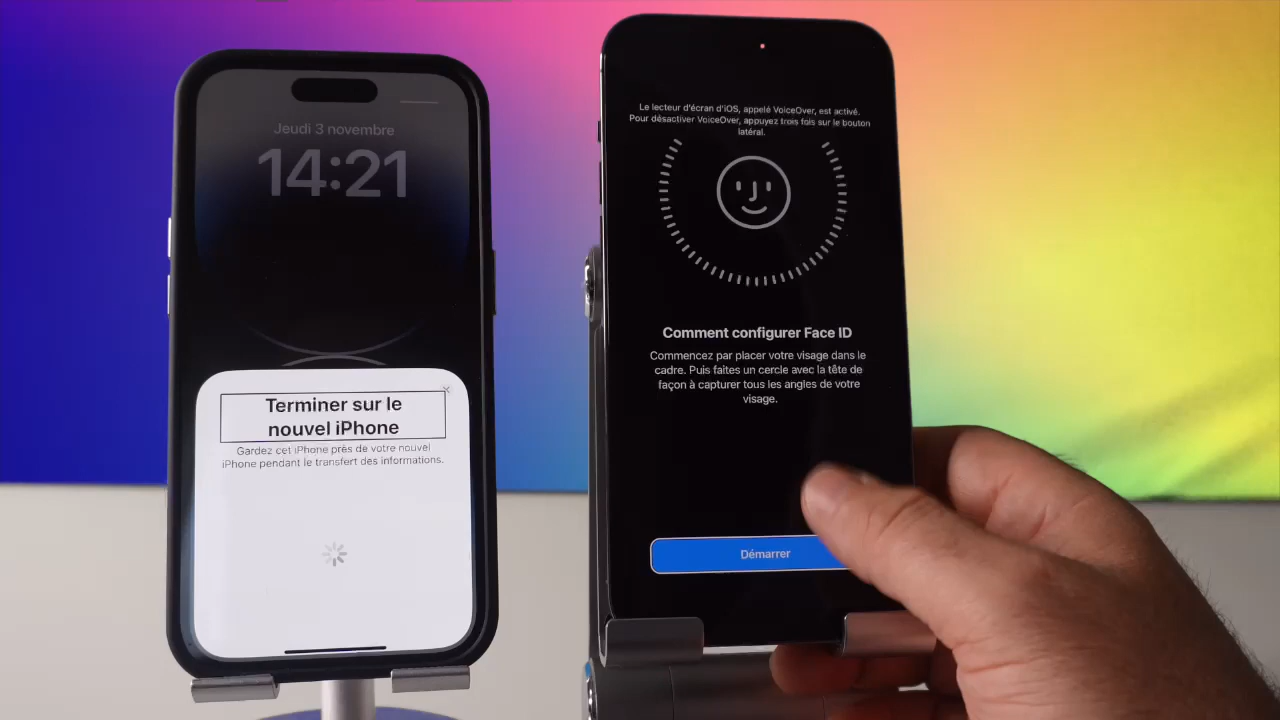 Jeudi 3 novembre
14:21
Terminer sur le
nouvel iPhone
Gardez cet iPhone près de votre nouvel
iPhone pendant le transfert des informations.
Le lecteur d'écran d'iOS, appelé VoiceOver, est activé.
Pour désactiver VoiceOver, appuyez trois fois sur le bouton
latéral.
Comment configurer Face ID
Commencez par placer votre visage dans le
cadre. Puis faites un cercle avec la tête de
façon à capturer tous les angles de votre
visage.
Démarrer